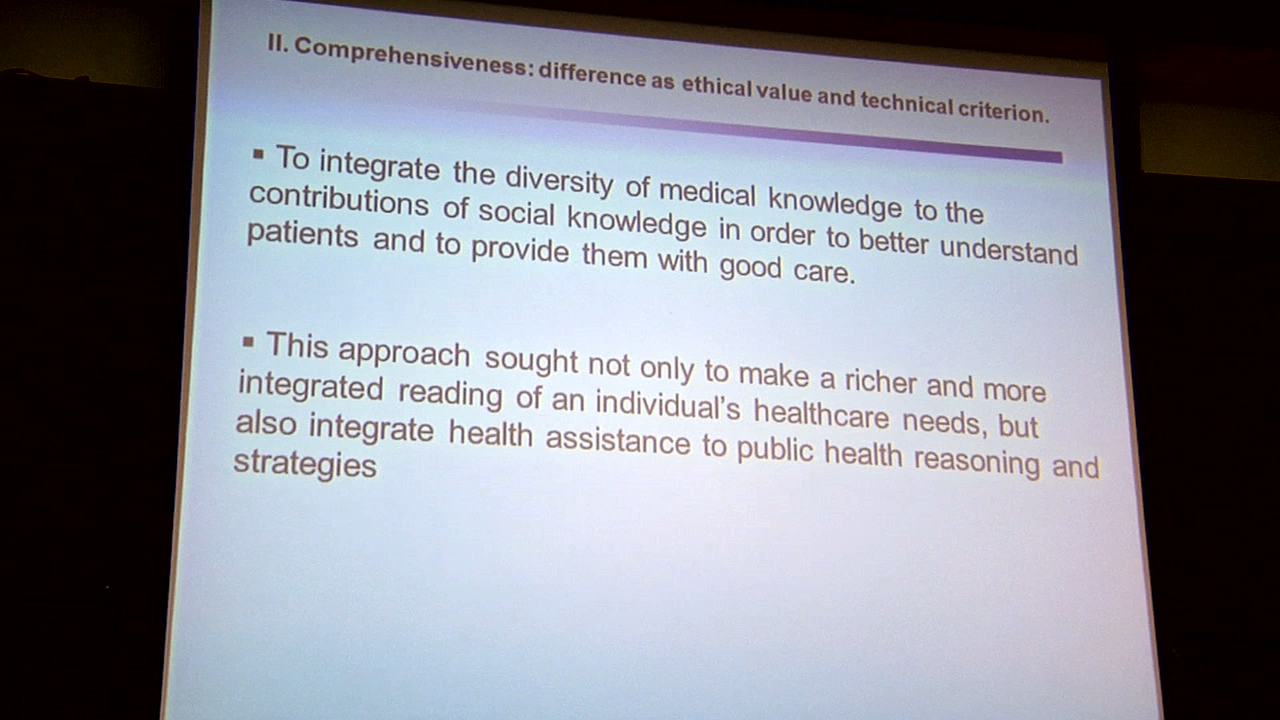 II. Comprehensiveness: difference as ethical value and technical criterion.
▪ To integrate the diversity of medical knowledge to the
contributions of social knowledge in order to better understand
patients and to provide them with good care.
▪ This approach sought not only to make a richer and more
integrated reading of an individual’s healthcare needs, but
also integrate health assistance to public health reasoning and
strategies